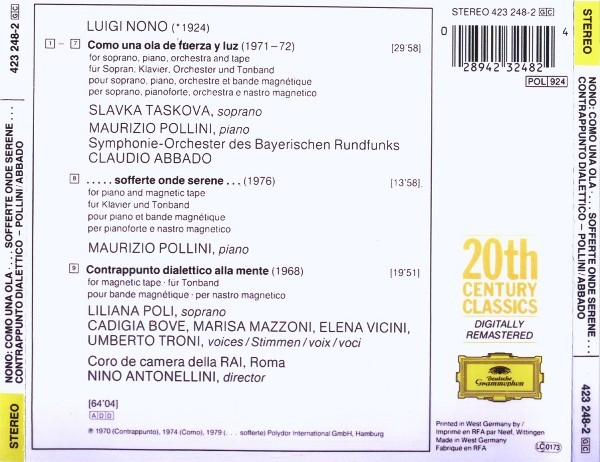 STEREO 423 248-2 GC
NONO: COMO UNA OLA · . . . . SOFFERTE ONDE SERENE . . .
CONTRAPPUNTO DIALETTICO – POLLINI/ABBADO
LUIGI NONO (*1924)
1 – 7 Como una ola de fuerza y luz (1971–72) [29'58]
for soprano, piano, orchestra and tape
für Sopran, Klavier, Orchester und Tonband
pour soprano, piano, orchestre et bande magnétique
per soprano, pianoforte, orchestra e nastro magnetico
SLAVKA TASKOVA, soprano
MAURIZIO POLLINI, piano
Symphonie-Orchester des Bayerischen Rundfunks
CLAUDIO ABBADO
8 . . . . . sofferte onde serene . . . (1976) [13'58]
for piano and magnetic tape
für Klavier und Tonband
pour piano et bande magnétique
per pianoforte e nastro magnetico
MAURIZIO POLLINI, piano
9 Contrappunto dialettico alla mente (1968) [19'51]
for magnetic tape · für Tonband
pour bande magnétique · per nastro magnetico
LILIANA POLI, soprano
CADIGIA BOVE, MARISA MAZZONI, ELENA VICINI,
UMBERTO TRONI, voices/Stimmen/voix/voci
Coro de camera della RAI, Roma
NINO ANTONELLINI, director
[64'04]
ADD
℗ 1970 (Contrappunto), 1974 (Como), 1979 (. . . sofferte) Polydor International GmbH, Hamburg
STEREO 423 248-2 GC
0 28942 32482 4
POL 924
20th
CENTURY
CLASSICS
DIGITALLY
REMASTERED
Deutsche
Grammophon
Printed in West Germany by/
Imprimé en RFA par Neef, Wittingen
Made in West Germany
Fabriqué en RFA
LC 0173
STEREO
NONO: COMO UNA OLA · . . . . SOFFERTE ONDE SERENE . . .
CONTRAPPUNTO DIALETTICO – POLLINI/ABBADO
423 248-2 GC